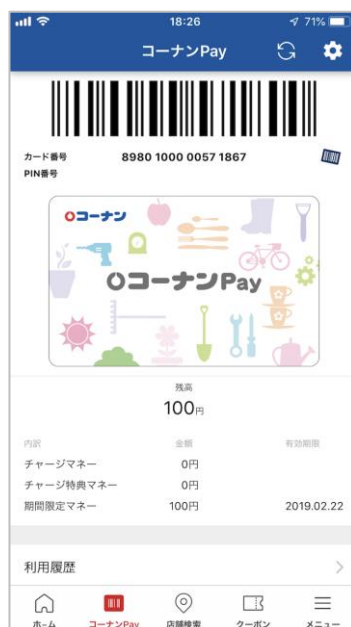 18:26 71%
コーナンPay
カード番号 8980 1000 0057 1867
PIN番号
コーナン
コーナンPay
残高
100円
内訳 金額 有効期限
チャージマネー 0円
チャージ特典マネー 0円
期間限定マネー 100円 2019.02.22
利用履歴
ホーム コーナンPay 店舗検索 クーポン メニュー